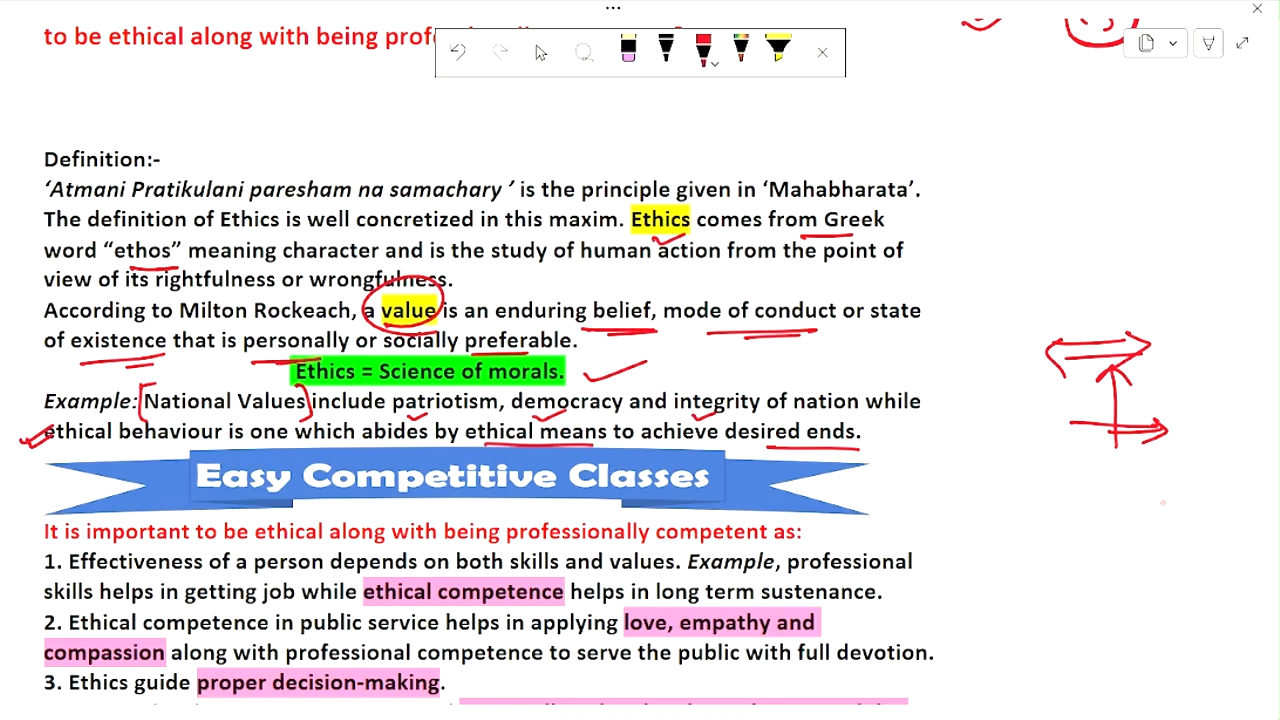 to be ethical along with being
Definition:-
‘Atmani Pratikulani paresham na samachary ’ is the principle given in ‘Mahabharata’.
The definition of Ethics is well concretized in this maxim. Ethics comes from Greek
word “ethos” meaning character and is the study of human action from the point of
view of its rightfulness or wrongfulness.
According to Milton Rockeach, a value is an enduring belief, mode of conduct or state
of existence that is personally or socially preferable.
Ethics = Science of morals.
Example: National Values include patriotism, democracy and integrity of nation while
ethical behaviour is one which abides by ethical means to achieve desired ends.
Easy Competitive Classes
It is important to be ethical along with being professionally competent as:
1. Effectiveness of a person depends on both skills and values. Example, professional
skills helps in getting job while ethical competence helps in long term sustenance.
2. Ethical competence in public service helps in applying love, empathy and
compassion along with professional competence to serve the public with full devotion.
3. Ethics guide proper decision-making.